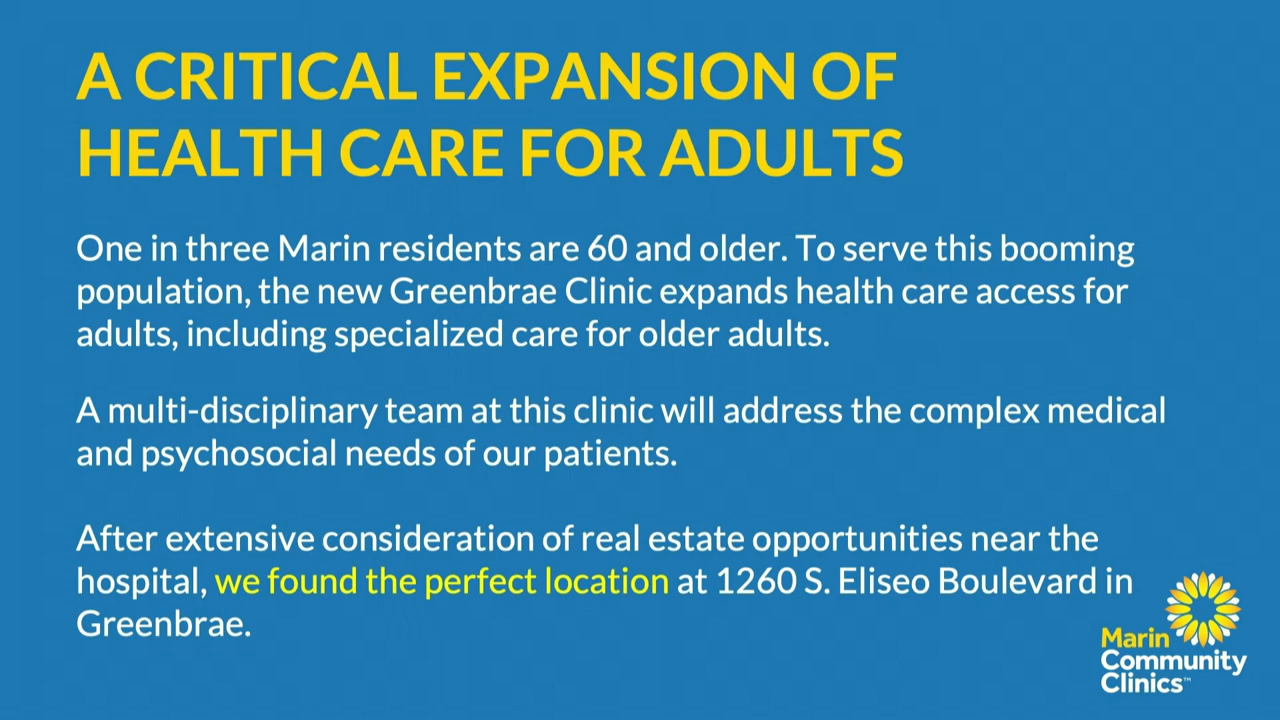 A CRITICAL EXPANSION OF
HEALTH CARE FOR ADULTS
One in three Marin residents are 60 and older. To serve this booming
population, the new Greenbrae Clinic expands health care access for
adults, including specialized care for older adults.
A multi-disciplinary team at this clinic will address the complex medical
and psychosocial needs of our patients.
After extensive consideration of real estate opportunities near the
hospital, we found the perfect location at 1260 S. Eliseo Boulevard in
Greenbrae.
Marin
Community
Clinics™